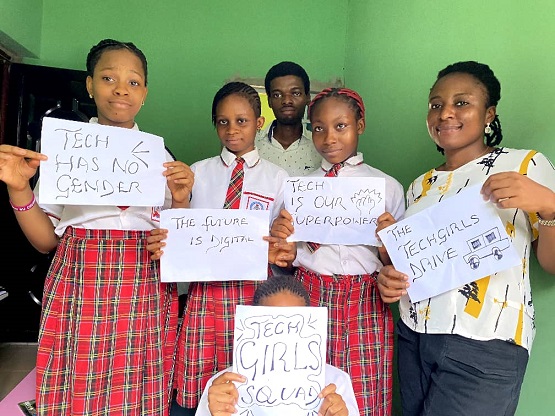 TECH
HAS NO
GENDER
THE FUTURE
IS DIGITAL
TECH
IS OUR
SUPERPOWER
THE
TECHGIRLS
DRIVE
TECH
GIRLS
SQUAD